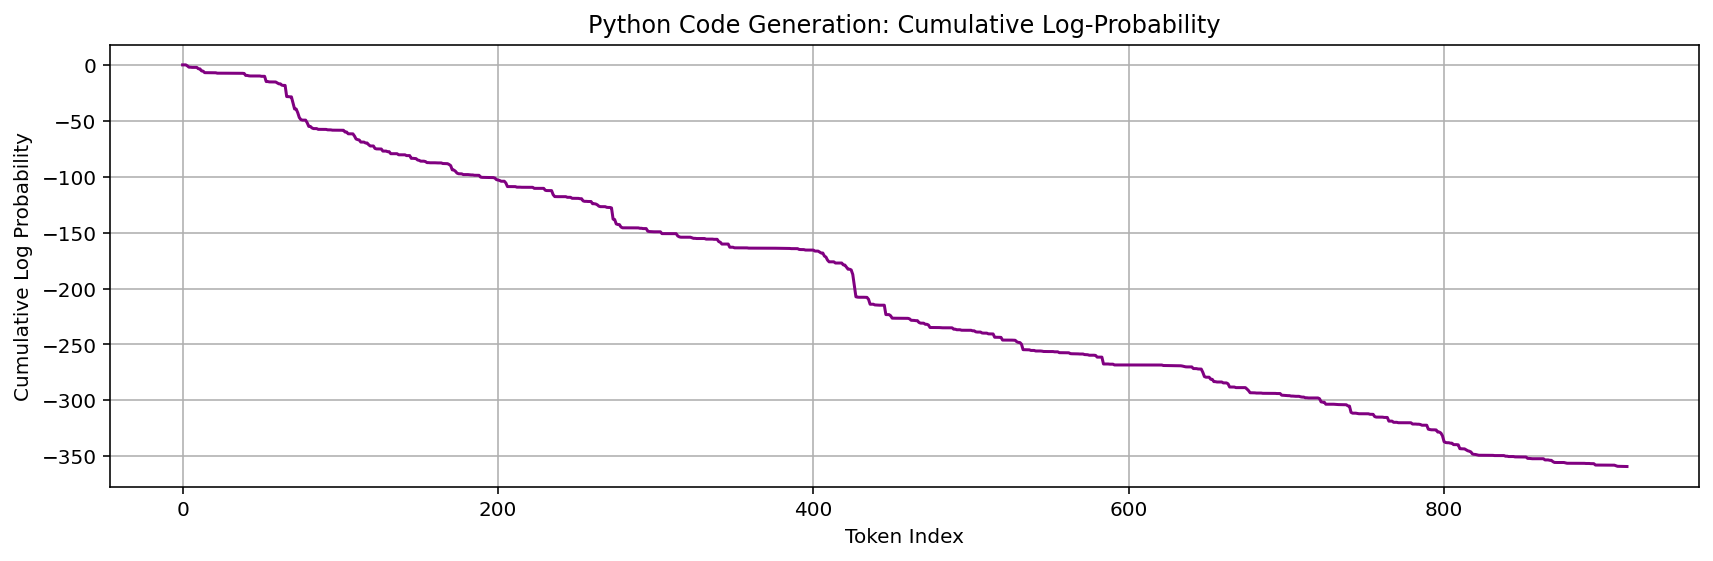 Python Code Generation: Cumulative Log-Probability
Cumulative Log Probability
0
−50
−100
−150
−200
−250
−300
−350
0 200 400 600 800
Token Index